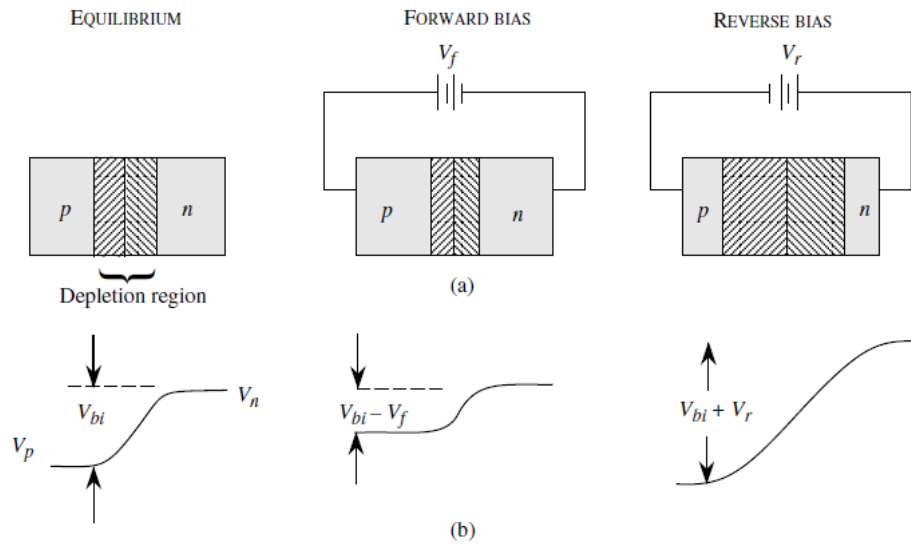 EQUILIBRIUM
FORWARD BIAS
REVERSE BIAS
V_f
V_r
p
n
p
n
p
n
Depletion region
(a)
V_p
V_bi
V_n
V_bi – V_f
V_bi + V_r
(b)